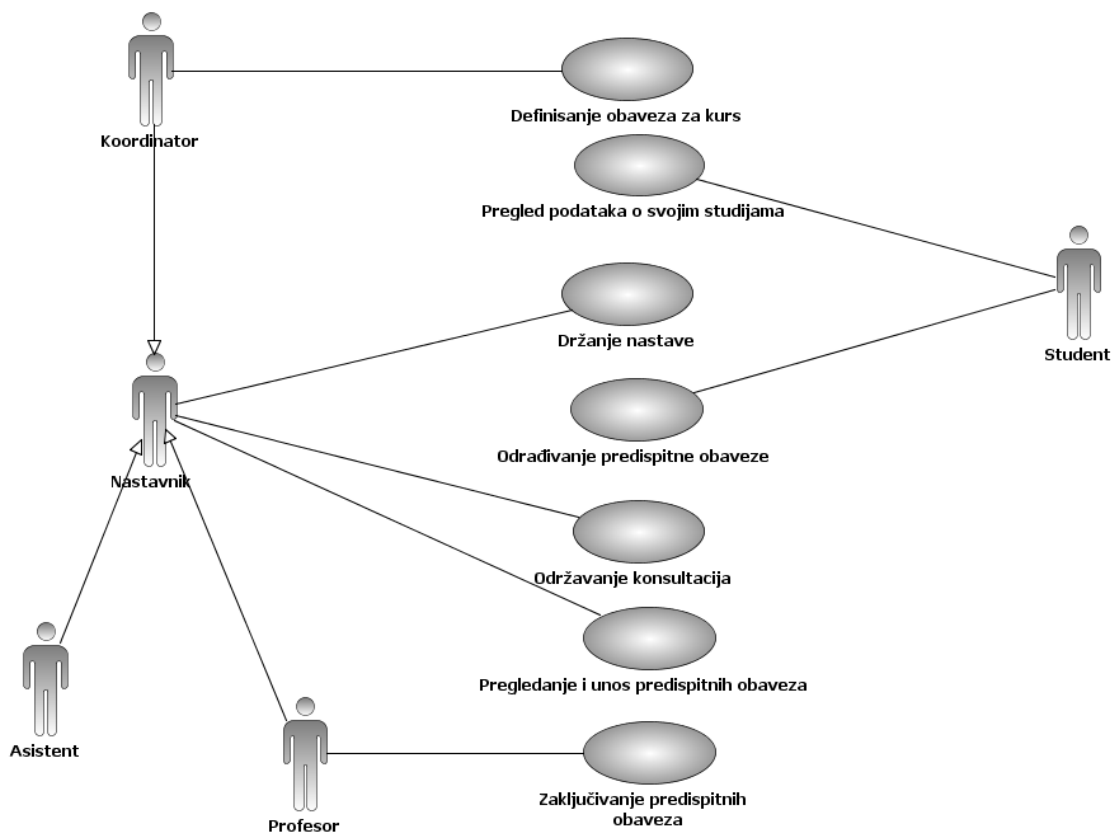 Koordinator
Definisanje obaveza za kurs
Pregled podataka o svojim studijama
Držanje nastave
Student
Odrađivanje predispitne obaveze
Nastavnik
Održavanje konsultacija
Pregledanje i unos predispitnih obaveza
Asistent
Zaključivanje predispitnih
obaveza
Profesor